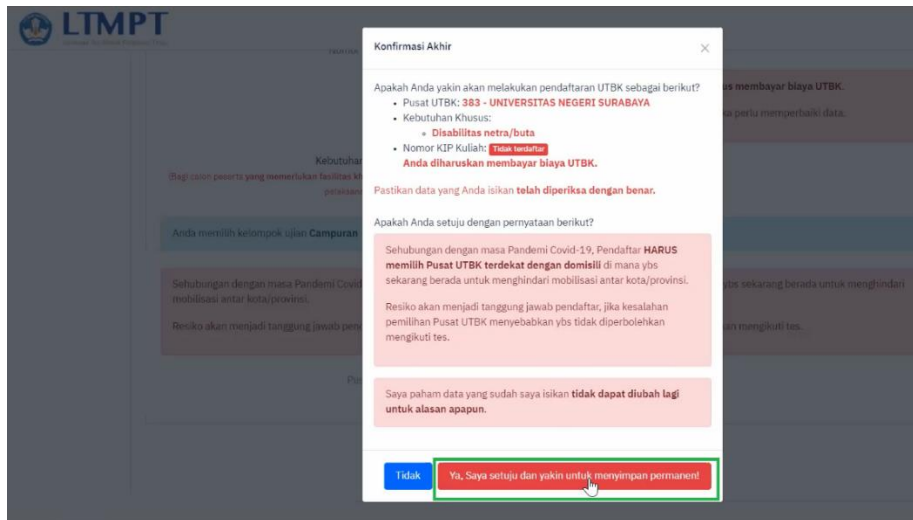 LTMPT
Nomor
us membayar biaya UTBK.
ka perlu memperbaiki data.
Kebutuhan
(Bagi calon peserta yang memerlukan fasilitas kh
pelaksan
Anda memilih kelompok ujian Campuran
Sehubungan dengan masa Pandemi Covid
mobilisasi antar kota/provinsi.
ybs sekarang berada untuk menghindari
Resiko akan menjadi tanggung jawab pen
an mengikuti tes.
Konfirmasi Akhir
×
Apakah Anda yakin akan melakukan pendaftaran UTBK sebagai berikut?
• Pusat UTBK: 383 - UNIVERSITAS NEGERI SURABAYA
• Kebutuhan Khusus:
◦ Disabilitas netra/buta
• Nomor KIP Kuliah: Tidak terdaftar
Anda diharuskan membayar biaya UTBK.
Pastikan data yang Anda isikan telah diperiksa dengan benar.
Apakah Anda setuju dengan pernyataan berikut?
Sehubungan dengan masa Pandemi Covid-19, Pendaftar HARUS
memilih Pusat UTBK terdekat dengan domisili di mana ybs
sekarang berada untuk menghindari mobilisasi antar kota/provinsi.
Resiko akan menjadi tanggung jawab pendaftar, jika kesalahan
pemilihan Pusat UTBK menyebabkan ybs tidak diperbolehkan
mengikuti tes.
Saya paham data yang sudah saya isikan tidak dapat diubah lagi
untuk alasan apapun.
Tidak
Ya, Saya setuju dan yakin untuk menyimpan permanen!